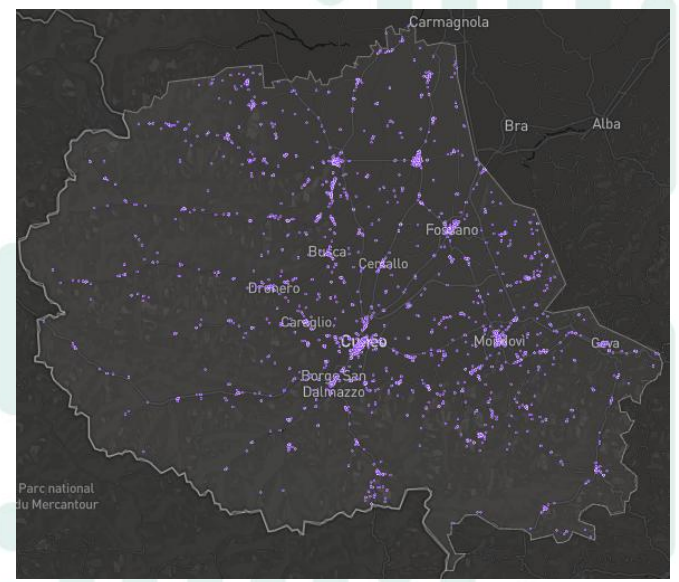 Carmagnola
Bra
Alba
Fossano
Busca
Centallo
Dronero
Caraglio
Cuneo
Mondovì
Ceva
Borgo San
Dalmazzo
Parc national
du Mercantour